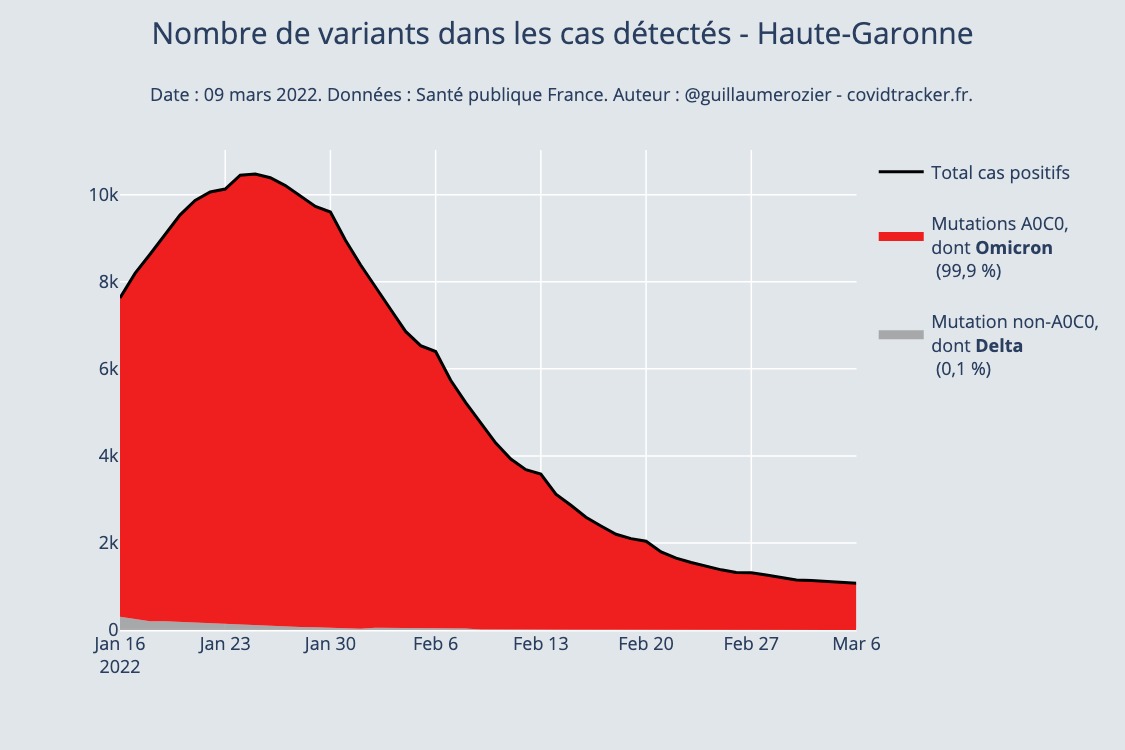 Nombre de variants dans les cas détectés - Haute-Garonne
Date : 09 mars 2022. Données : Santé publique France. Auteur : @guillaumerozier - covidtracker.fr.
Total cas positifs
Mutations A0C0,
dont Omicron
(99,9 %)
Mutation non-A0C0,
dont Delta
(0,1 %)
10k
8k
6k
4k
2k
0
Jan 16 Jan 23 Jan 30 Feb 6 Feb 13 Feb 20 Feb 27 Mar 6
2022